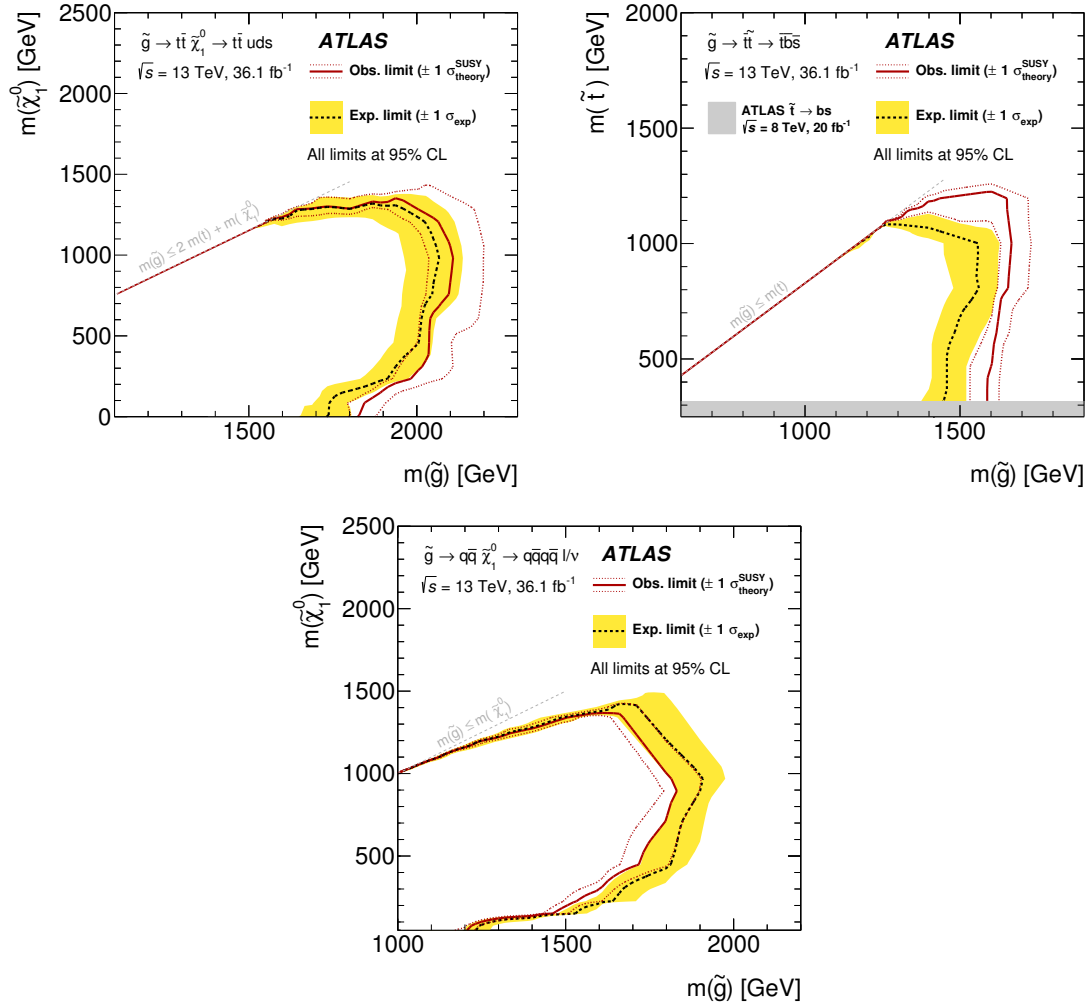 g̃ → tt̄ χ̃₁⁰ → tt̄ uds
ATLAS
√s = 13 TeV, 36.1 fb⁻¹
Obs. limit (± 1 σ_theory^SUSY)
Exp. limit (± 1 σ_exp)
All limits at 95% CL
m(g̃) ≤ 2 m(t) + m(χ̃₁⁰)
m(χ̃₁⁰) [GeV]
2500
2000
1500
1000
500
0
1500 2000
m(g̃) [GeV]
g̃ → tt̃ → t̄b̄s̄
ATLAS
√s = 13 TeV, 36.1 fb⁻¹
Obs. limit (± 1 σ_theory^SUSY)
ATLAS t̃ → bs
√s = 8 TeV, 20 fb⁻¹
Exp. limit (± 1 σ_exp)
All limits at 95% CL
m(g̃) ≤ m(t)
m(t̃) [GeV]
2000
1500
1000
500
1000 1500
m(g̃) [GeV]
g̃ → qq̄ χ̃₁⁰ → qq̄qq̄ l/ν
ATLAS
√s = 13 TeV, 36.1 fb⁻¹
Obs. limit (± 1 σ_theory^SUSY)
Exp. limit (± 1 σ_exp)
All limits at 95% CL
m(g̃) ≤ m(χ̃₁⁰)
m(χ̃₁⁰) [GeV]
2500
2000
1500
1000
500
1000 1500 2000
m(g̃) [GeV]